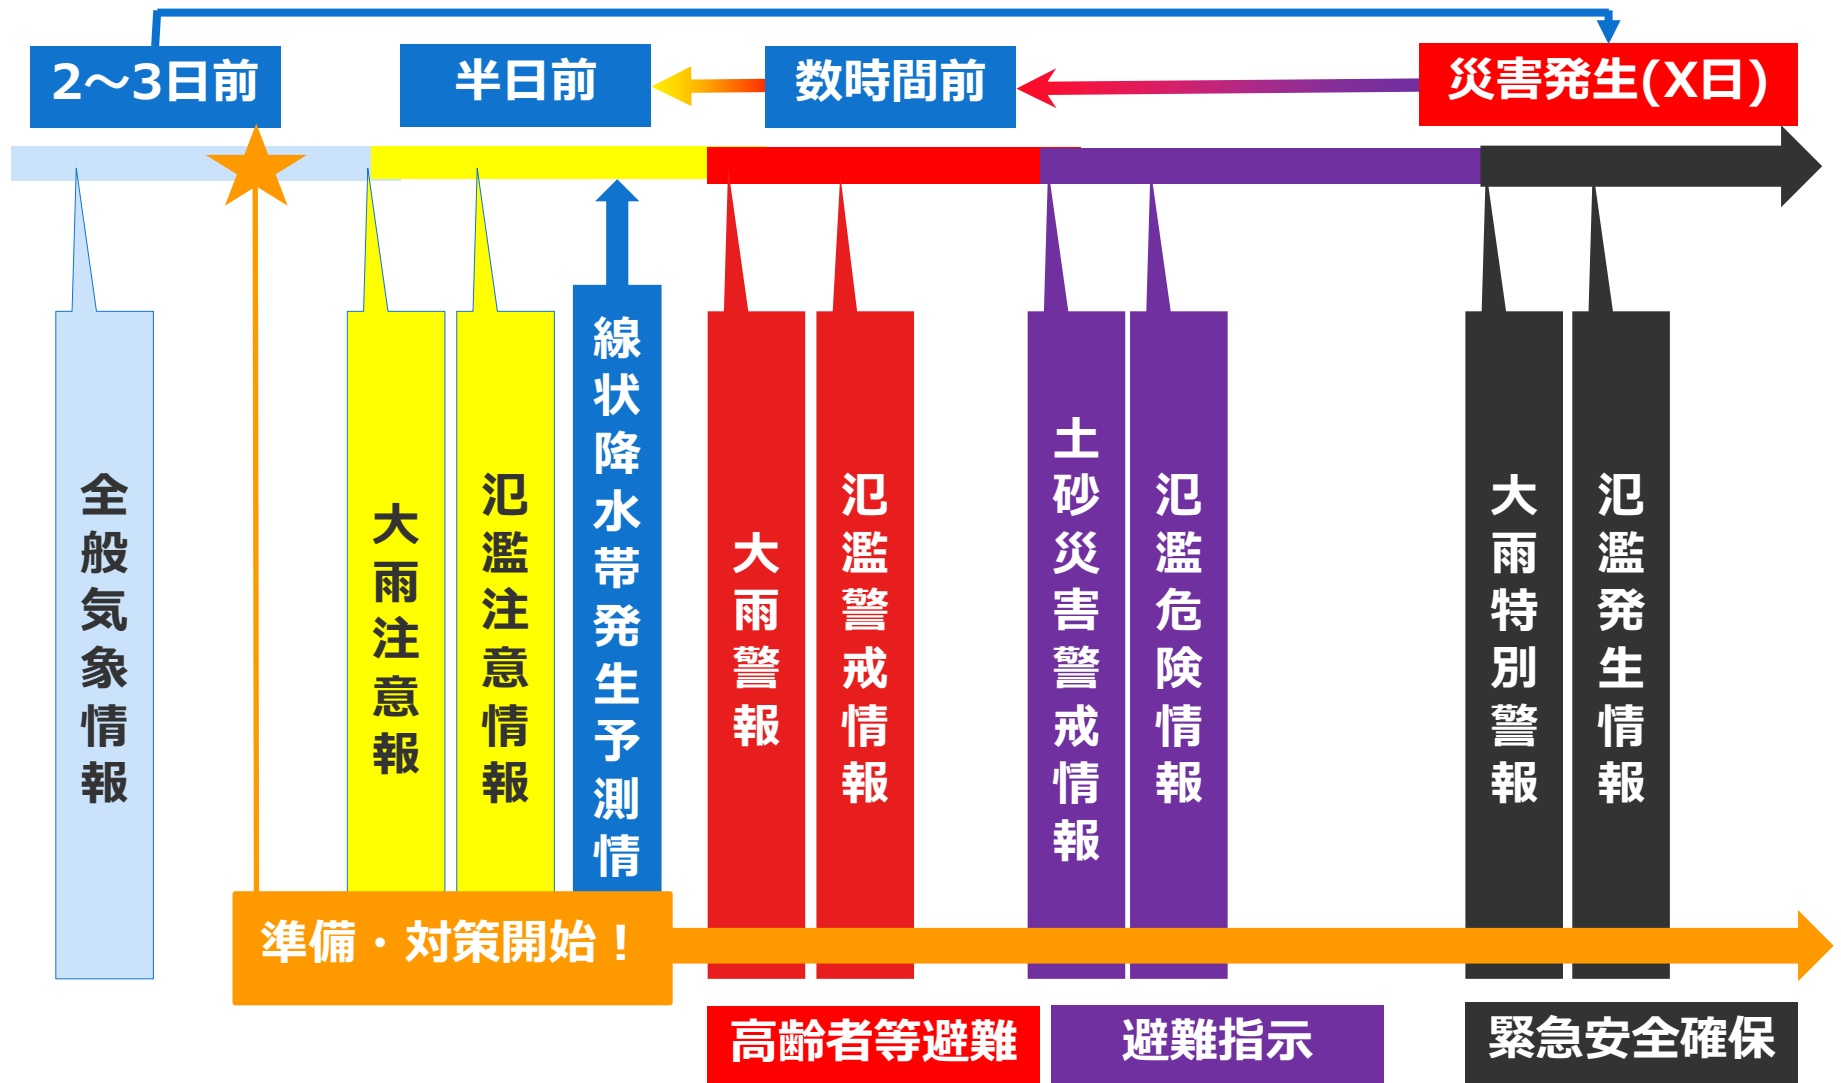 2～3日前
半日前
数時間前
災害発生(X日)
全般気象情報
大雨注意報
氾濫注意情報
線状降水帯発生予測情
大雨警報
氾濫警戒情報
土砂災害警戒情報
氾濫危険情報
大雨特別警報
氾濫発生情報
準備・対策開始！
高齢者等避難
避難指示
緊急安全確保